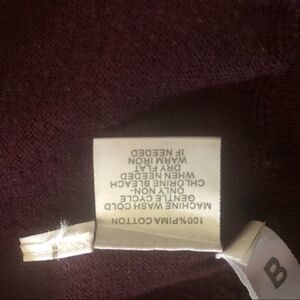 100% PIMA COTTON
MACHINE WASH COLD
GENTLE CYCLE
ONLY NON-
CHLORINE BLEACH
WHEN NEEDED
DRY FLAT
WARM IRON
IF NEEDED
B